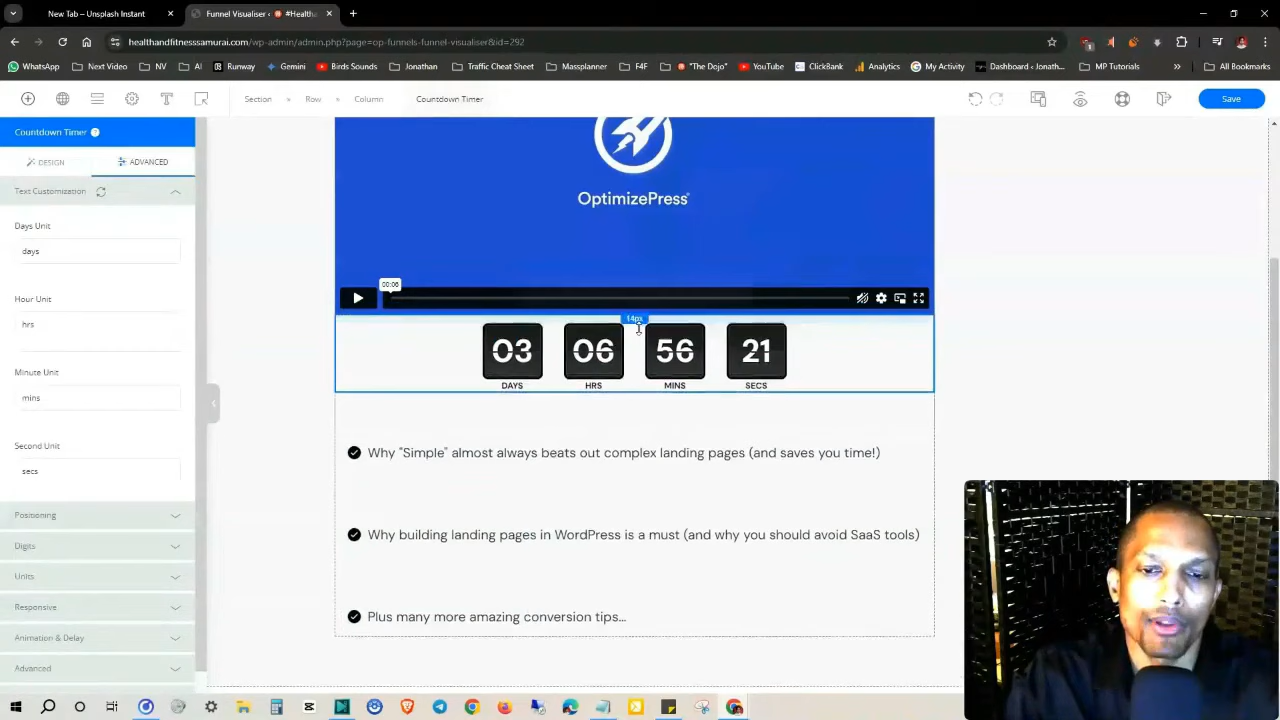 New Tab – Unsplash Instant
Funnel Visualiser ‹ #Health
healthandfitnesssamurai.com/wp-admin/admin.php?page=op-funnels-funnel-visualiser&id=292
WhatsApp
Next Video
NV
AI
Runway
Gemini
Birds Sounds
Jonathan
Traffic Cheat Sheet
Massplanner
F4F
"The Dojo"
YouTube
ClickBank
Analytics
My Activity
Dashboard ‹ Jonath...
MP Tutorials
»
All Bookmarks
Section
Row
Column
Countdown Timer
Save
Countdown Timer
DESIGN
ADVANCED
Text Customization
Days Unit
days
Hour Unit
hrs
Minute Unit
mins
Second Unit
secs
Positioning
Digits
Units
Responsive
Animation & Delay
Advanced
OptimizePress
00:06
14px
03 06 56 21
DAYS HRS MINS SECS
Why "Simple" almost always beats out complex landing pages (and saves you time!)
Why building landing pages in WordPress is a must (and why you should avoid SaaS tools)
Plus many more amazing conversion tips...